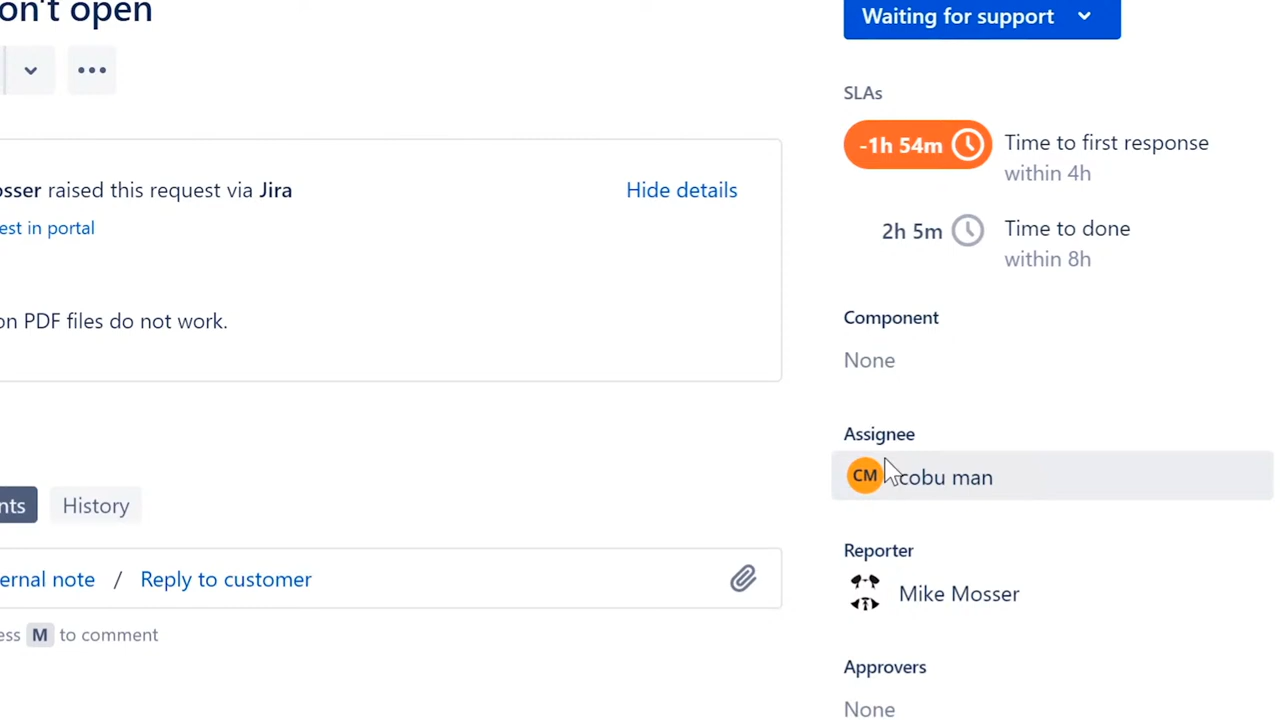 on't open
Waiting for support
SLAs
-1h 54m
Time to first response
within 4h
osser raised this request via Jira
Hide details
est in portal
2h 5m
Time to done
within 8h
on PDF files do not work.
Component
None
Assignee
CM cobu man
nts
History
Reporter
Mike Mosser
ernal note / Reply to customer
ess M to comment
Approvers
None